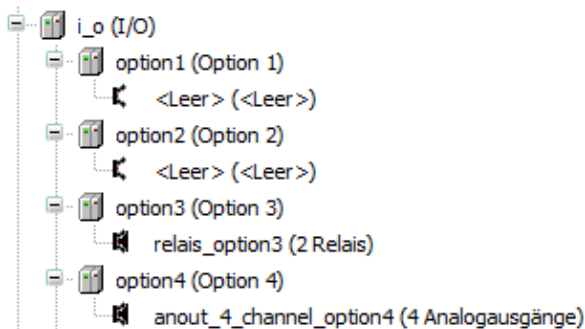 i_o (I/O)
option1 (Option 1)
<Leer> (<Leer>)
option2 (Option 2)
<Leer> (<Leer>)
option3 (Option 3)
relais_option3 (2 Relais)
option4 (Option 4)
anout_4_channel_option4 (4 Analogausgänge)